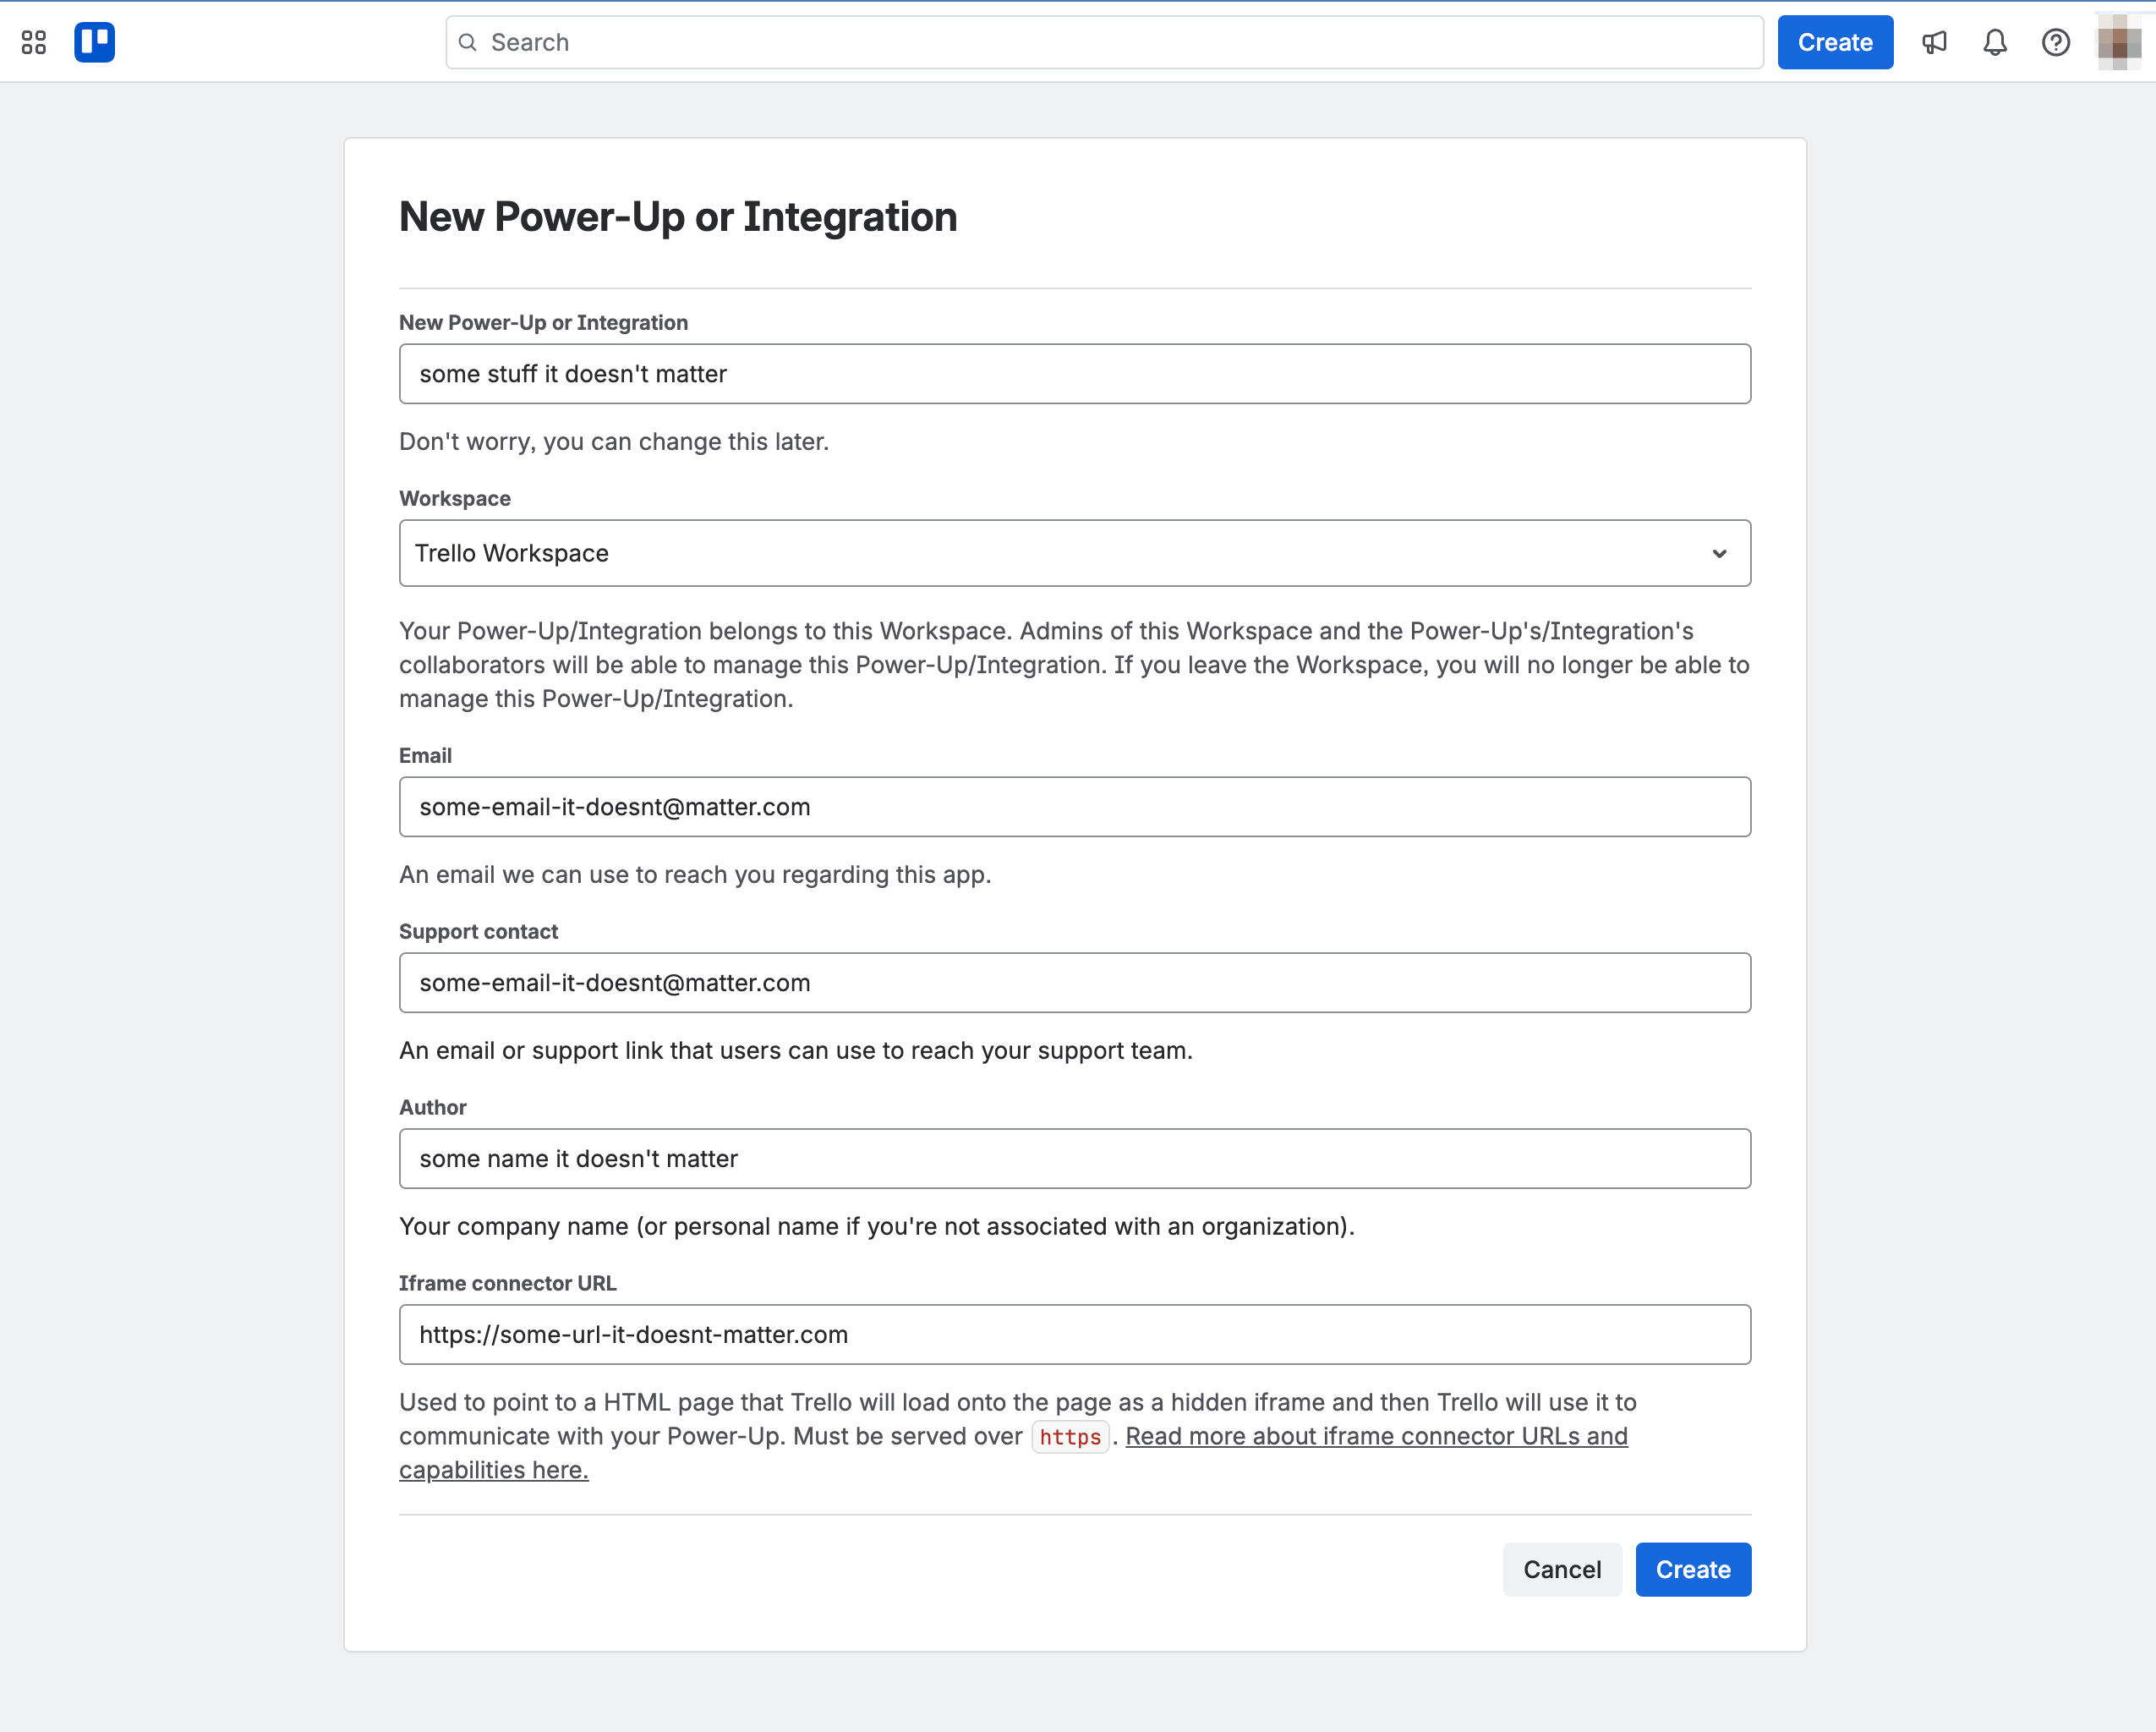 Search
Create
New Power-Up or Integration
New Power-Up or Integration
some stuff it doesn't matter
Don't worry, you can change this later.
Workspace
Trello Workspace
Your Power-Up/Integration belongs to this Workspace. Admins of this Workspace and the Power-Up's/Integration's
collaborators will be able to manage this Power-Up/Integration. If you leave the Workspace, you will no longer be able to
manage this Power-Up/Integration.
Email
some-email-it-doesnt@matter.com
An email we can use to reach you regarding this app.
Support contact
some-email-it-doesnt@matter.com
An email or support link that users can use to reach your support team.
Author
some name it doesn't matter
Your company name (or personal name if you're not associated with an organization).
Iframe connector URL
https://some-url-it-doesnt-matter.com
Used to point to a HTML page that Trello will load onto the page as a hidden iframe and then Trello will use it to
communicate with your Power-Up. Must be served over https. Read more about iframe connector URLs and
capabilities here.
Cancel
Create